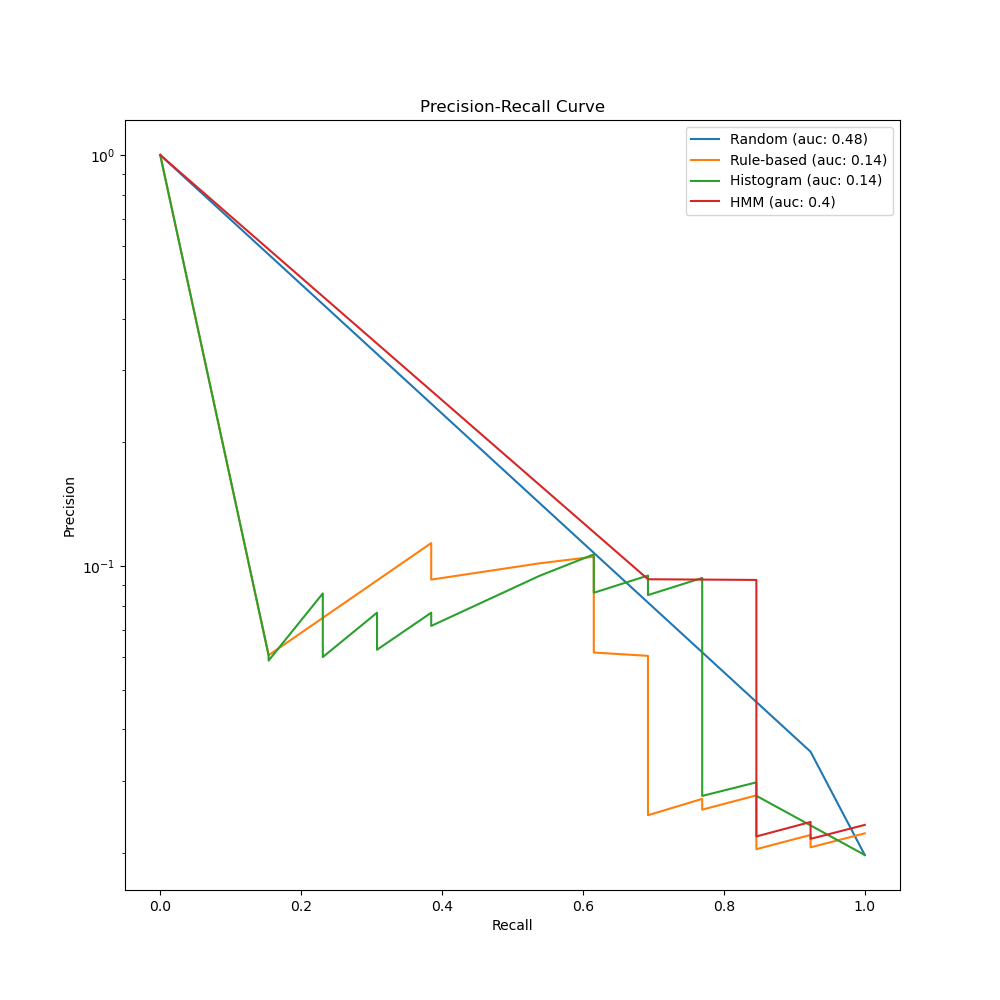 Precision-Recall Curve
Random (auc: 0.48)
Rule-based (auc: 0.14)
Histogram (auc: 0.14)
HMM (auc: 0.4)
10⁰
10⁻¹
Precision
0.0 0.2 0.4 0.6 0.8 1.0
Recall